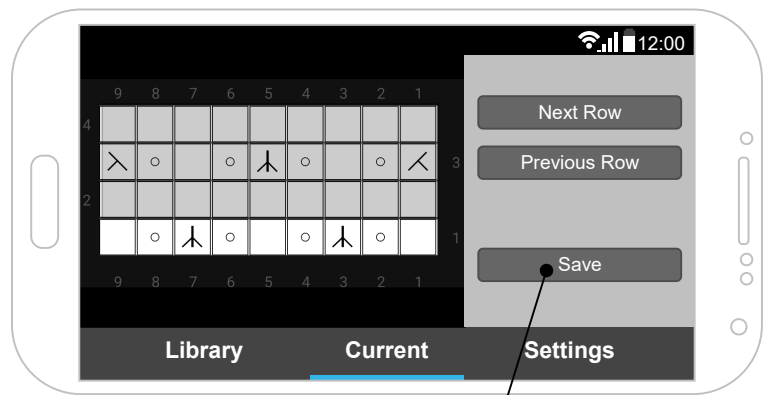 12:00
9 8 7 6 5 4 3 2 1
4
3
2
1
9 8 7 6 5 4 3 2 1
Next Row
Previous Row
Save
Library Current Settings